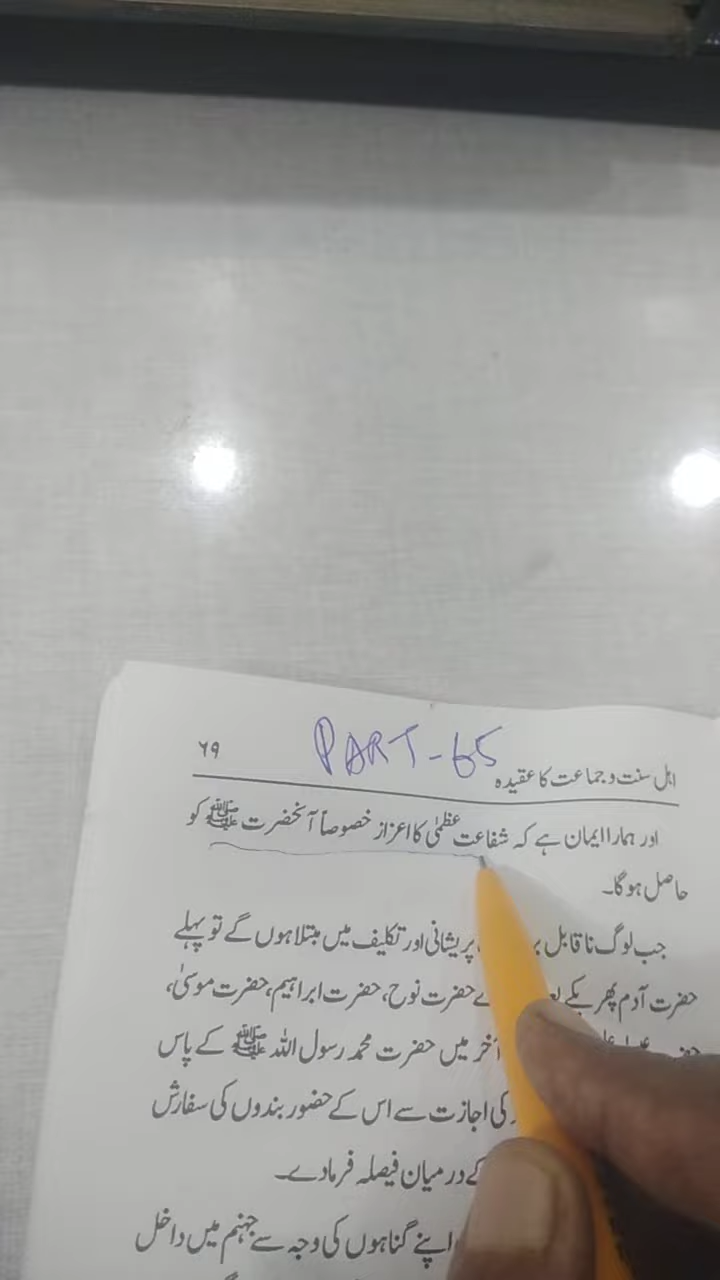 PART-65
۶۹
اہل سنت و جماعت کا عقیدہ
اور ہمارا ایمان ہے کہ شفاعت عظمیٰ کا اعزاز خصوصاً آنحضرت ﷺ کو
حاصل ہوگا۔
جب لوگ ناقابل پریشانی اور تکلیف میں مبتلا ہوں گے تو پہلے
حضرت آدم پھر یکے حضرت نوح، حضرت ابراہیم، حضرت موسیٰ،
آخر میں حضرت محمد رسول اللہ ﷺ کے پاس
کی اجازت سے اس کے حضور بندوں کی سفارش
کے درمیان فیصلہ فرمادے۔
اپنے گناہوں کی وجہ سے جہنم میں داخل